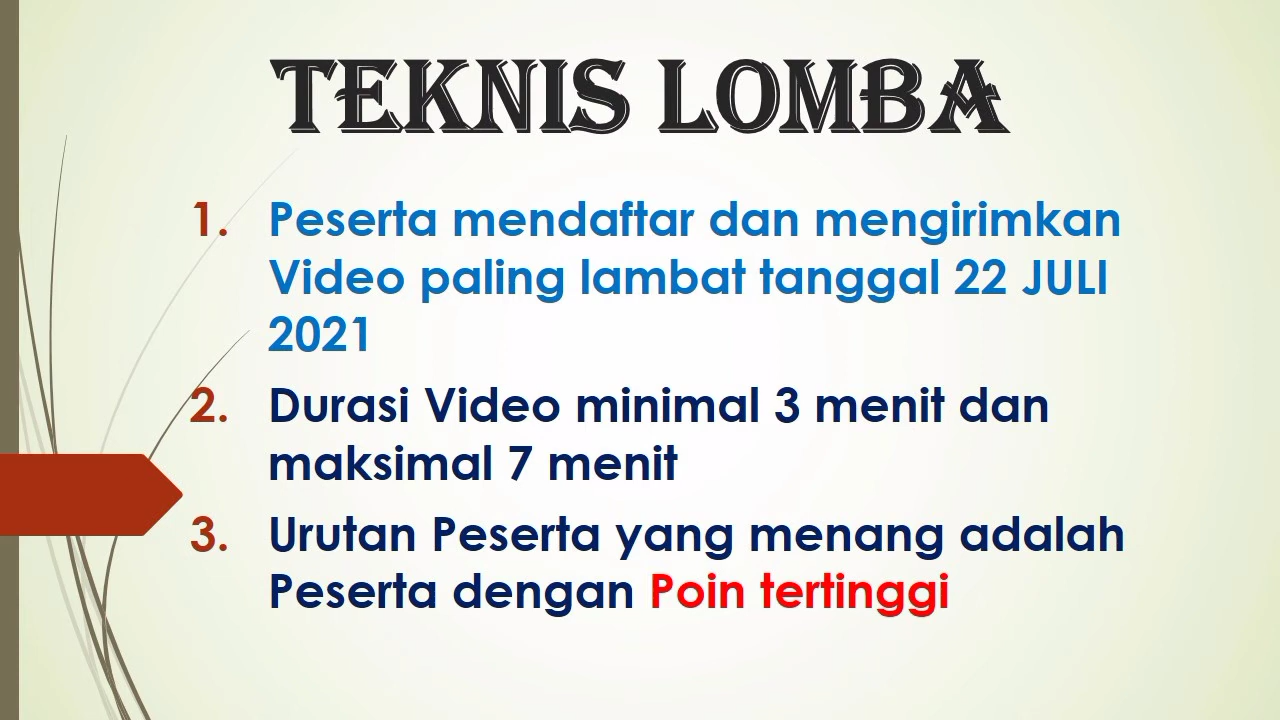 TEKNIS LOMBA
1. Peserta mendaftar dan mengirimkan
Video paling lambat tanggal 22 JULI
2021
2. Durasi Video minimal 3 menit dan
maksimal 7 menit
3. Urutan Peserta yang menang adalah
Peserta dengan Poin tertinggi